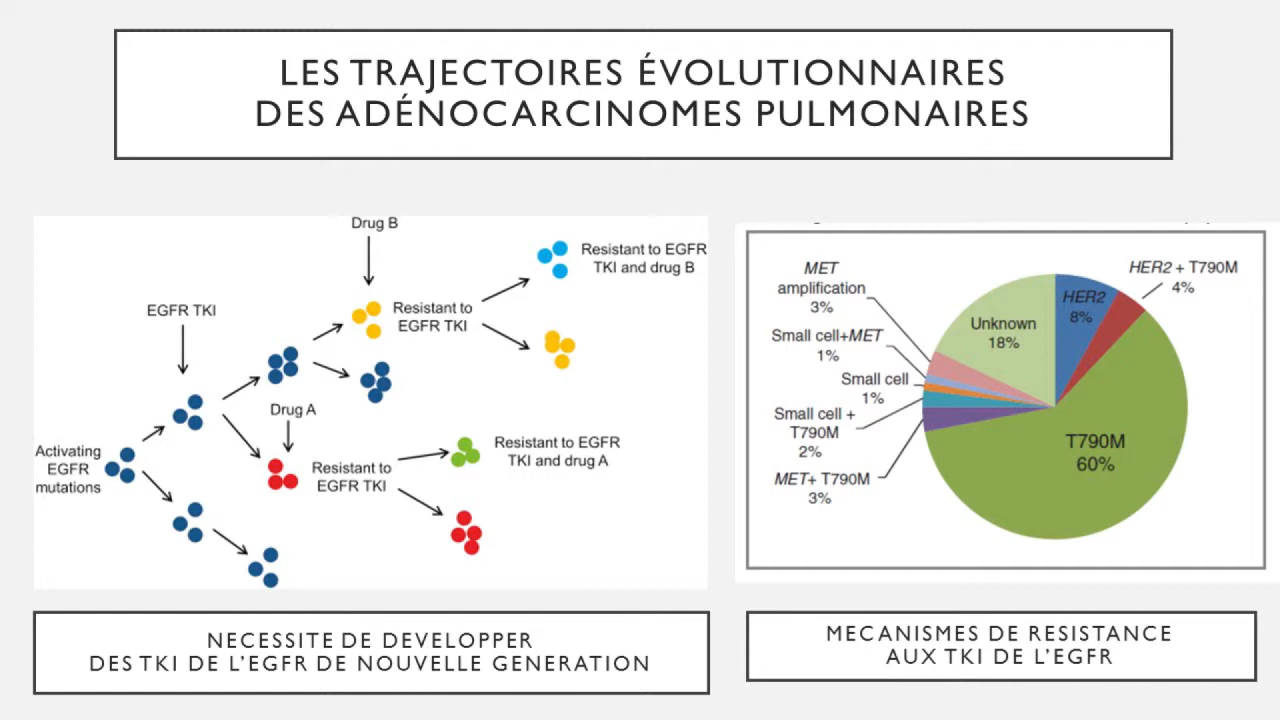 LES TRAJECTOIRES ÉVOLUTIONNAIRES
DES ADÉNOCARCINOMES PULMONAIRES
Drug B
EGFR TKI
Resistant to EGFR
TKI and drug B
Resistant to
EGFR TKI
Drug A
Activating
EGFR
mutations
Resistant to
EGFR TKI
Resistant to EGFR
TKI and drug A
MET
amplification
3%
Small cell+MET
1%
Small cell
1%
Small cell +
T790M
2%
MET+ T790M
3%
Unknown
18%
HER2
8%
HER2 + T790M
4%
T790M
60%
NECESSITE DE DEVELOPPER
DES TKI DE L’EGFR DE NOUVELLE GENERATION
MECANISMES DE RESISTANCE
AUX TKI DE L’EGFR